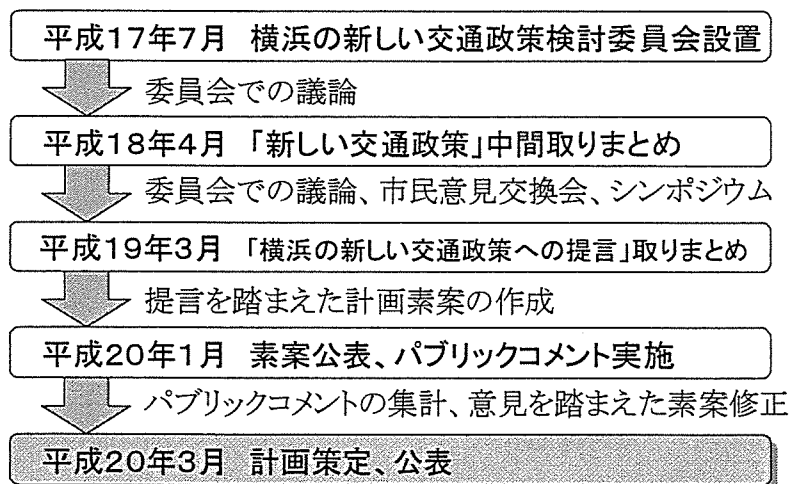 平成17年7月 横浜の新しい交通政策検討委員会設置
委員会での議論
平成18年4月 「新しい交通政策」中間取りまとめ
委員会での議論、市民意見交換会、シンポジウム
平成19年3月 「横浜の新しい交通政策への提言」取りまとめ
提言を踏まえた計画素案の作成
平成20年1月 素案公表、パブリックコメント実施
パブリックコメントの集計、意見を踏まえた素案修正
平成20年3月 計画策定、公表